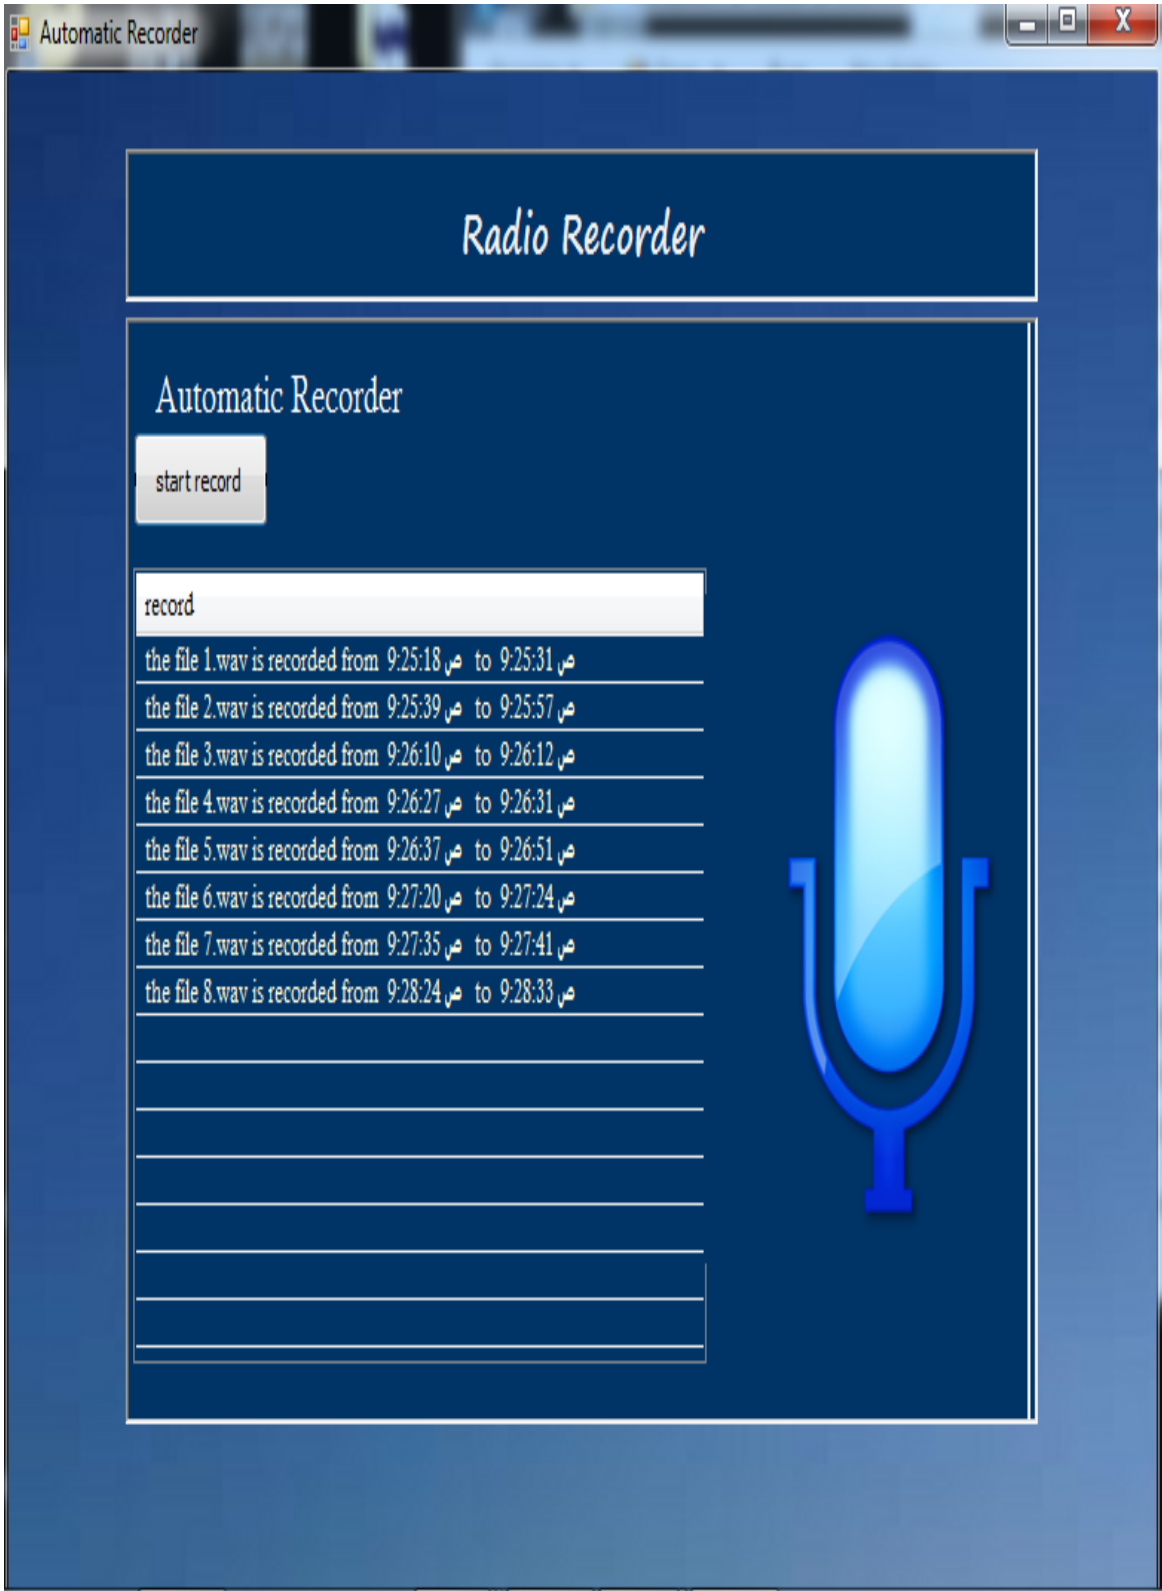 Automatic Recorder
Radio Recorder
Automatic Recorder
start record
record
the file 1.wav is recorded from 9:25:18 ص to 9:25:31 ص
the file 2.wav is recorded from 9:25:39 ص to 9:25:57 ص
the file 3.wav is recorded from 9:26:10 ص to 9:26:12 ص
the file 4.wav is recorded from 9:26:27 ص to 9:26:31 ص
the file 5.wav is recorded from 9:26:37 ص to 9:26:51 ص
the file 6.wav is recorded from 9:27:20 ص to 9:27:24 ص
the file 7.wav is recorded from 9:27:35 ص to 9:27:41 ص
the file 8.wav is recorded from 9:28:24 ص to 9:28:33 ص